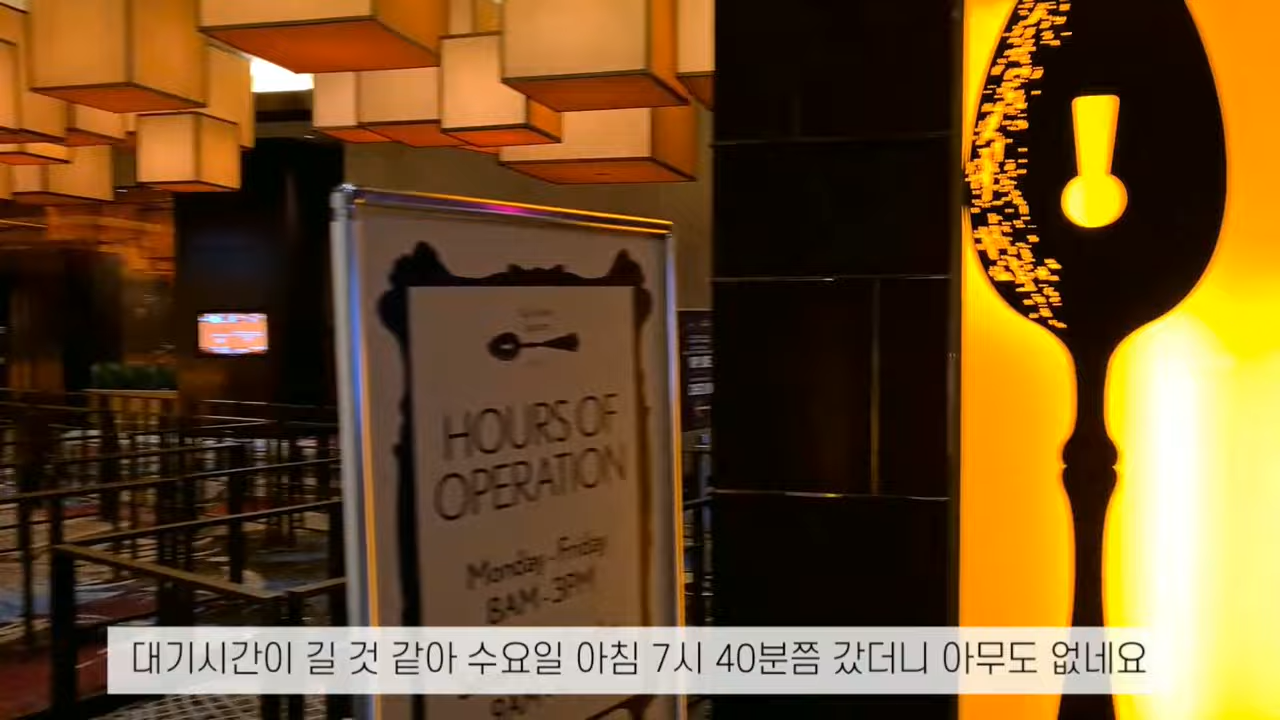 HOURS OF
OPERATION
Monday - Friday
8AM - 3PM
9AM
대기시간이 길 것 같아 수요일 아침 7시 40분쯤 갔더니 아무도 없네요